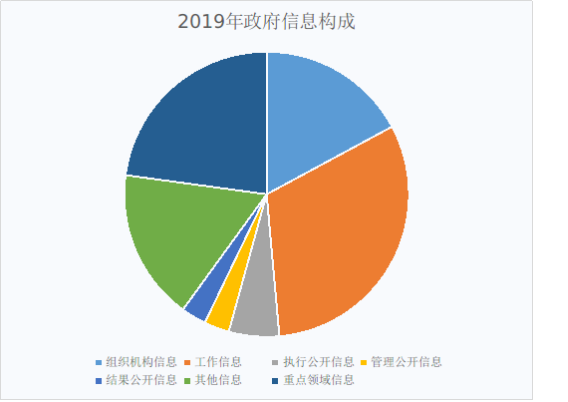 2019年政府信息构成
组织机构信息 工作信息 执行公开信息 管理公开信息
结果公开信息 其他信息 重点领域信息